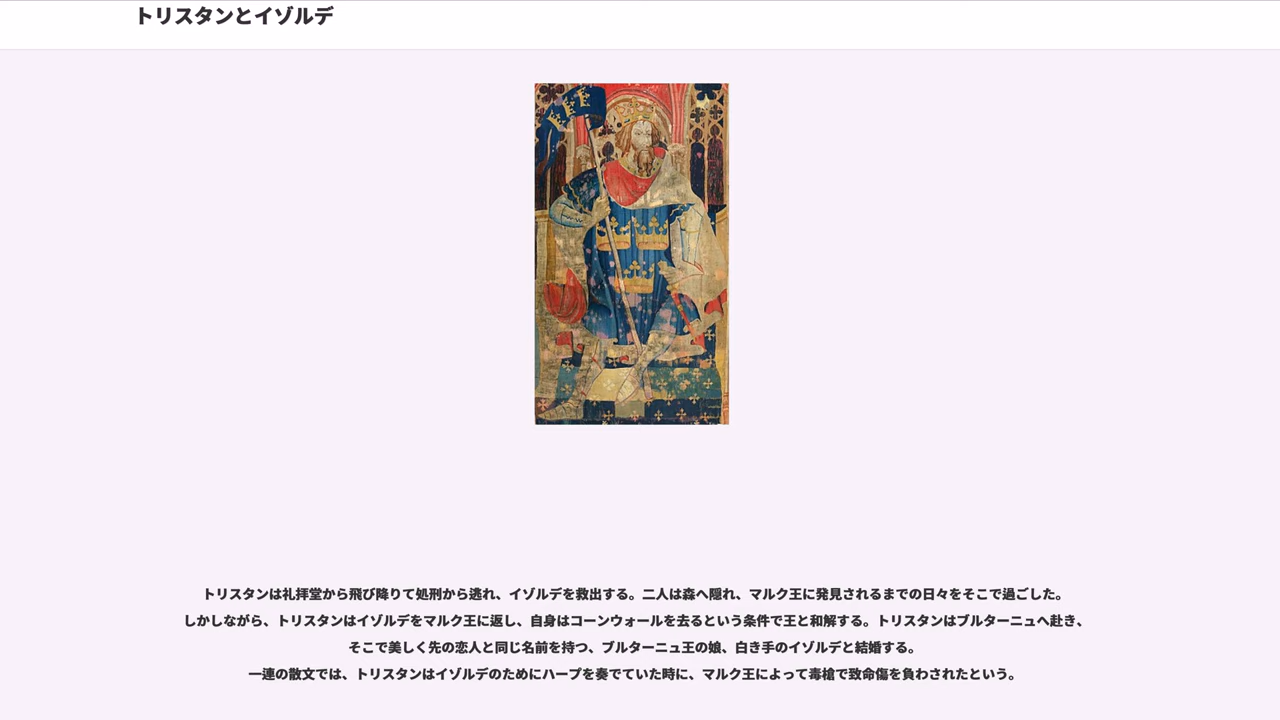 トリスタンとイゾルデ
トリスタンは礼拝堂から飛び降りて処刑から逃れ、イゾルデを救出する。二人は森へ隠れ、マルク王に発見されるまでの日々をそこで過ごした。
しかしながら、トリスタンはイゾルデをマルク王に返し、自身はコーンウォールを去るという条件で王と和解する。トリスタンはブルターニュへ赴き、
そこで美しく先の恋人と同じ名前を持つ、ブルターニュ王の娘、白き手のイゾルデと結婚する。
一連の散文では、トリスタンはイゾルデのためにハープを奏でていた時に、マルク王によって毒槍で致命傷を負わされたという。